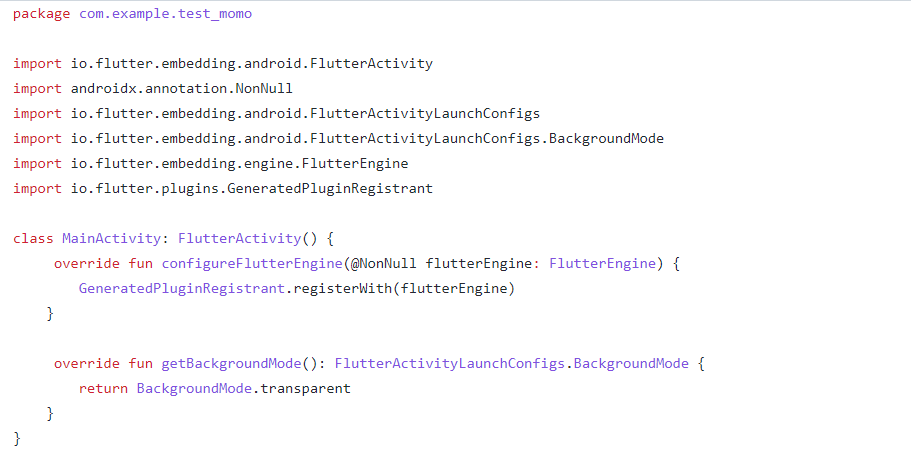 package com.example.test_momo
import io.flutter.embedding.android.FlutterActivity
import androidx.annotation.NonNull
import io.flutter.embedding.android.FlutterActivityLaunchConfigs
import io.flutter.embedding.android.FlutterActivityLaunchConfigs.BackgroundMode
import io.flutter.embedding.engine.FlutterEngine
import io.flutter.plugins.GeneratedPluginRegistrant
class MainActivity: FlutterActivity() {
     override fun configureFlutterEngine(@NonNull flutterEngine: FlutterEngine) {
        GeneratedPluginRegistrant.registerWith(flutterEngine)
    }
     override fun getBackgroundMode(): FlutterActivityLaunchConfigs.BackgroundMode {
        return BackgroundMode.transparent
    }
}